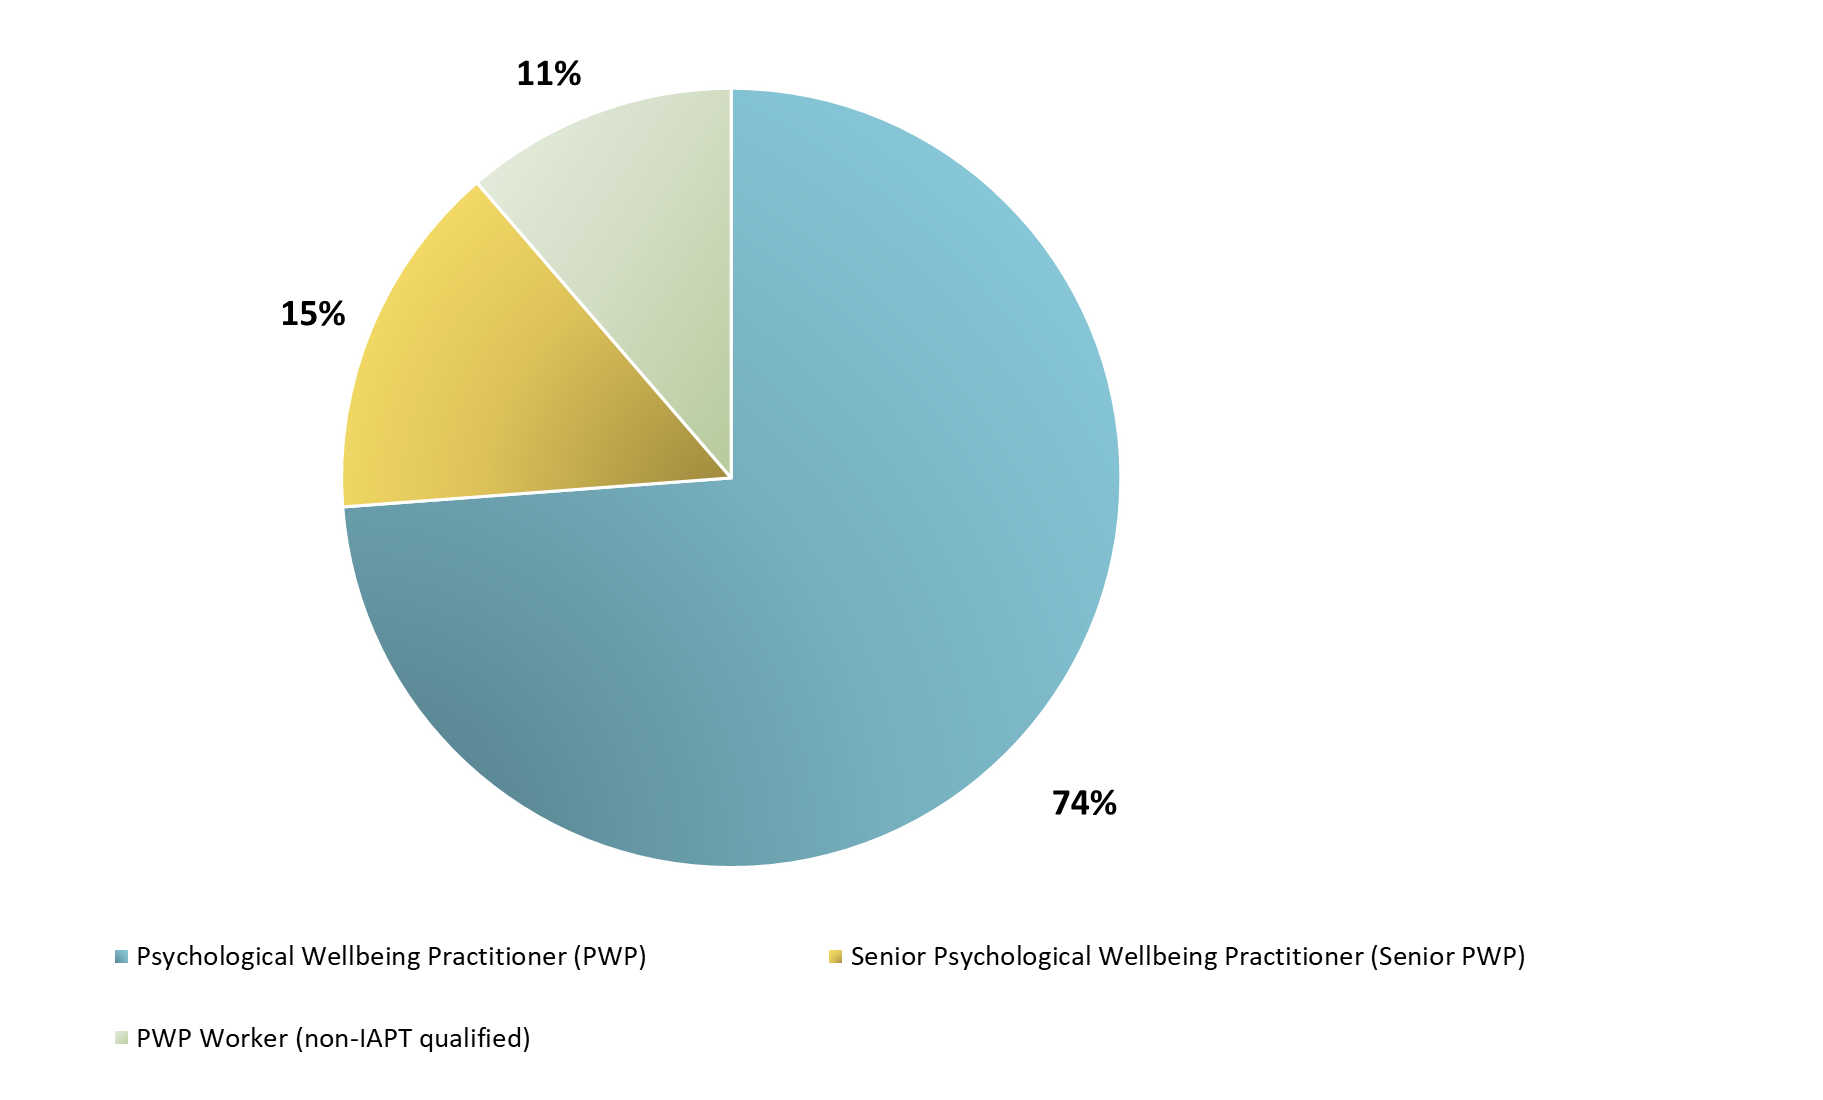 11%
15%
74%
Psychological Wellbeing Practitioner (PWP)
Senior Psychological Wellbeing Practitioner (Senior PWP)
PWP Worker (non-IAPT qualified)